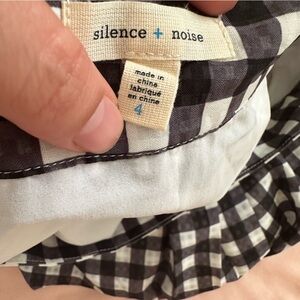 silence + noise
made in
china
fabriqué
en chine
4